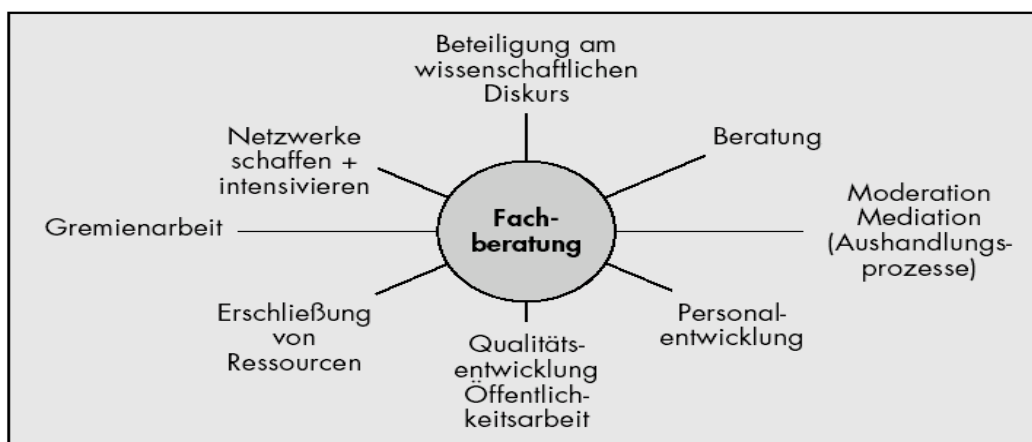 Beteiligung am
wissenschaftlichen
Diskurs
Netzwerke
schaffen +
intensivieren
Beratung
Gremienarbeit
Fach-
beratung
Moderation
Mediation
(Aushandlungs-
prozesse)
Erschließung
von
Ressourcen
Qualitäts-
entwicklung
Öffentlich-
keitsarbeit
Personal-
entwicklung